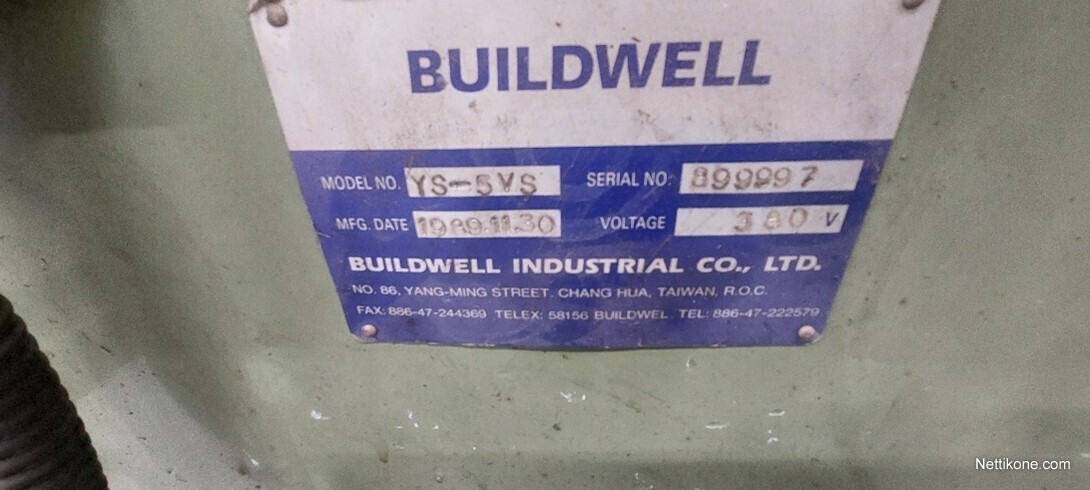 BUILDWELL
MODEL NO. YS-5VS SERIAL NO: 899997
MFG. DATE 1989.11.30 VOLTAGE 380 V
BUILDWELL INDUSTRIAL CO., LTD.
NO. 86, YANG-MING STREET. CHANG HUA, TAIWAN, R.O.C.
FAX: 886-47-244369 TELEX: 58156 BUILDWEL TEL: 886-47-222579
Nettikone.com